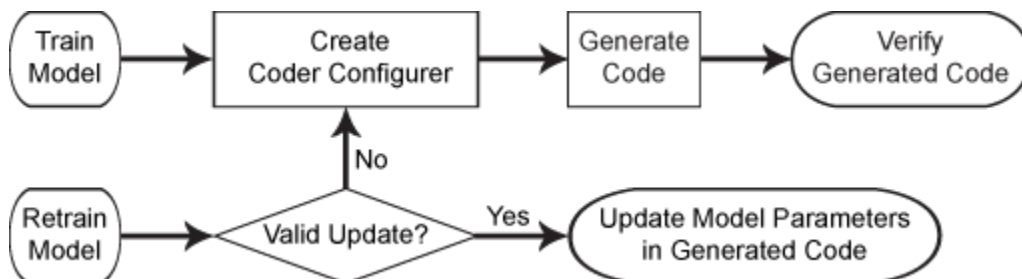 Train
Model
Create
Coder Configurer
Generate
Code
Verify
Generated Code
No
Retrain
Model
Valid Update?
Yes
Update Model Parameters
in Generated Code